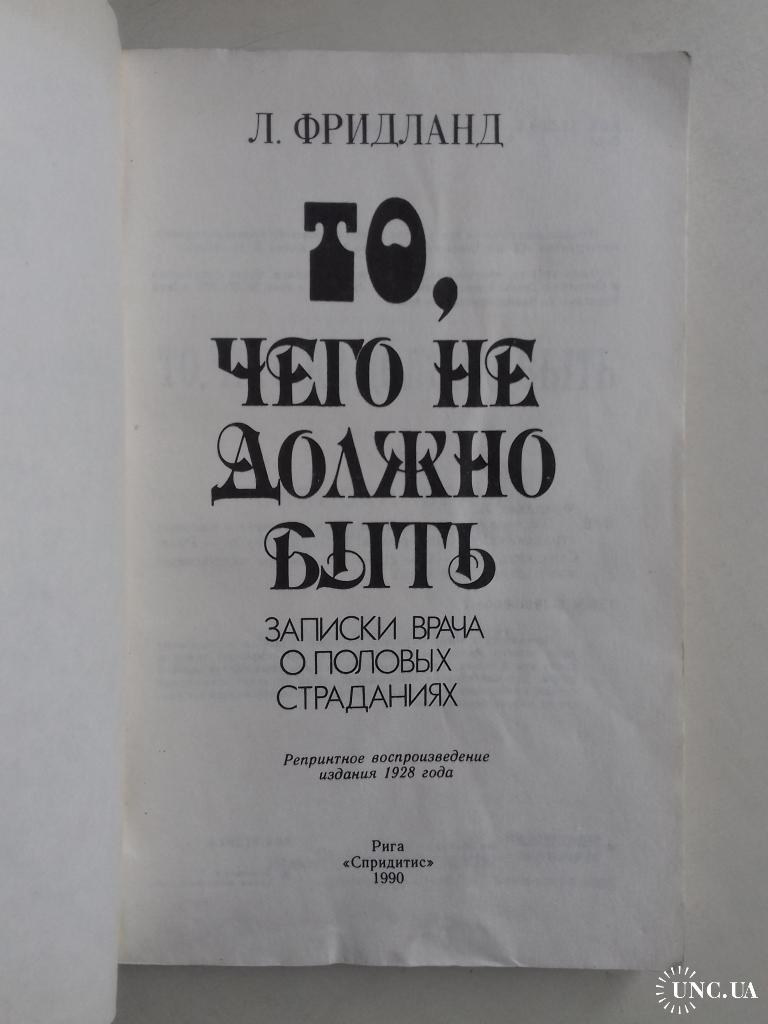 Л. ФРИДЛАНД
ТО,
ЧЕГО НЕ
ДОЛЖНО
БЫТЬ
ЗАПИСКИ ВРАЧА
О ПОЛОВЫХ
СТРАДАНИЯХ
Репринтное воспроизведение
издания 1928 года
Рига
«Спридитис»
1990
UNC.UA